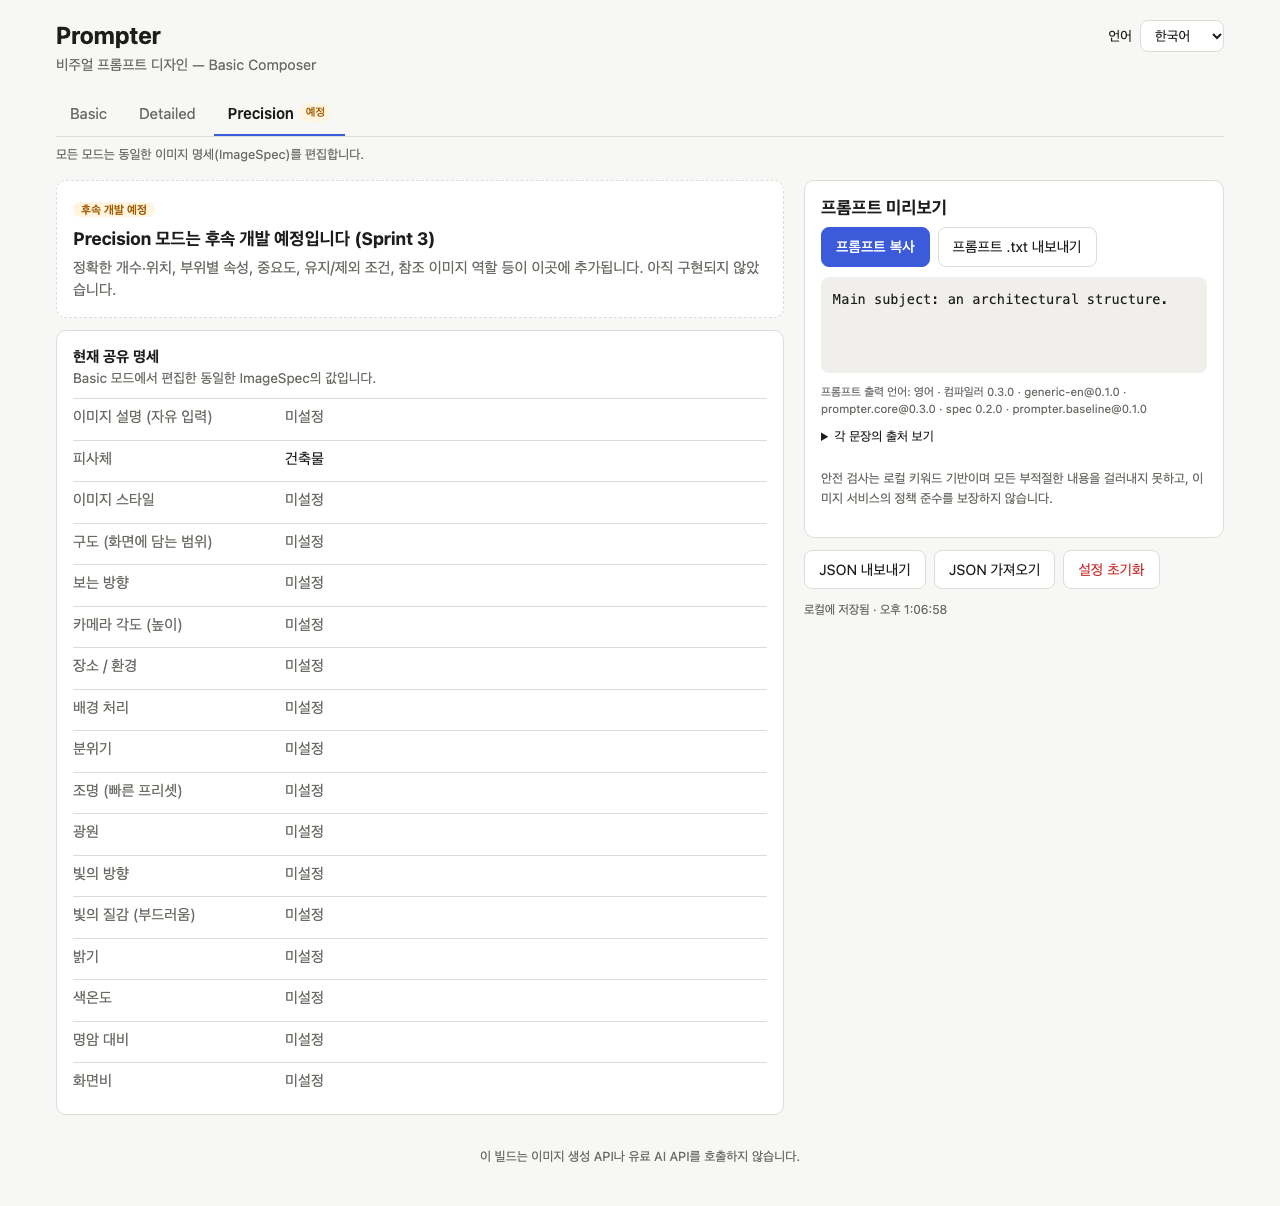 Prompter
언어
한국어
비주얼 프롬프트 디자인 — Basic Composer
Basic
Detailed
Precision 예정
모든 모드는 동일한 이미지 명세(ImageSpec)를 편집합니다.
후속 개발 예정
Precision 모드는 후속 개발 예정입니다 (Sprint 3)
정확한 개수·위치, 부위별 속성, 중요도, 유지/제외 조건, 참조 이미지 역할 등이 이곳에 추가됩니다. 아직 구현되지 않았
습니다.
현재 공유 명세
Basic 모드에서 편집한 동일한 ImageSpec의 값입니다.
이미지 설명 (자유 입력) 미설정
피사체 건축물
이미지 스타일 미설정
구도 (화면에 담는 범위) 미설정
보는 방향 미설정
카메라 각도 (높이) 미설정
장소 / 환경 미설정
배경 처리 미설정
분위기 미설정
조명 (빠른 프리셋) 미설정
광원 미설정
빛의 방향 미설정
빛의 질감 (부드러움) 미설정
밝기 미설정
색온도 미설정
명암 대비 미설정
화면비 미설정
프롬프트 미리보기
프롬프트 복사
프롬프트 .txt 내보내기
Main subject: an architectural structure.
프롬프트 출력 언어: 영어 · 컴파일러 0.3.0 · generic-en@0.1.0 ·
prompter.core@0.3.0 · spec 0.2.0 · prompter.baseline@0.1.0
▶ 각 문장의 출처 보기
안전 검사는 로컬 키워드 기반이며 모든 부적절한 내용을 걸러내지 못하고, 이
미지 서비스의 정책 준수를 보장하지 않습니다.
JSON 내보내기
JSON 가져오기
설정 초기화
로컬에 저장됨 · 오후 1:06:58
이 빌드는 이미지 생성 API나 유료 AI API를 호출하지 않습니다.